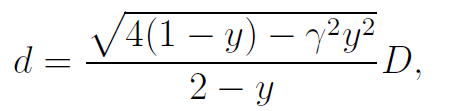 $d = \frac{\sqrt{4(1-y)-\gamma^2 y^2}}{2-y} D,$